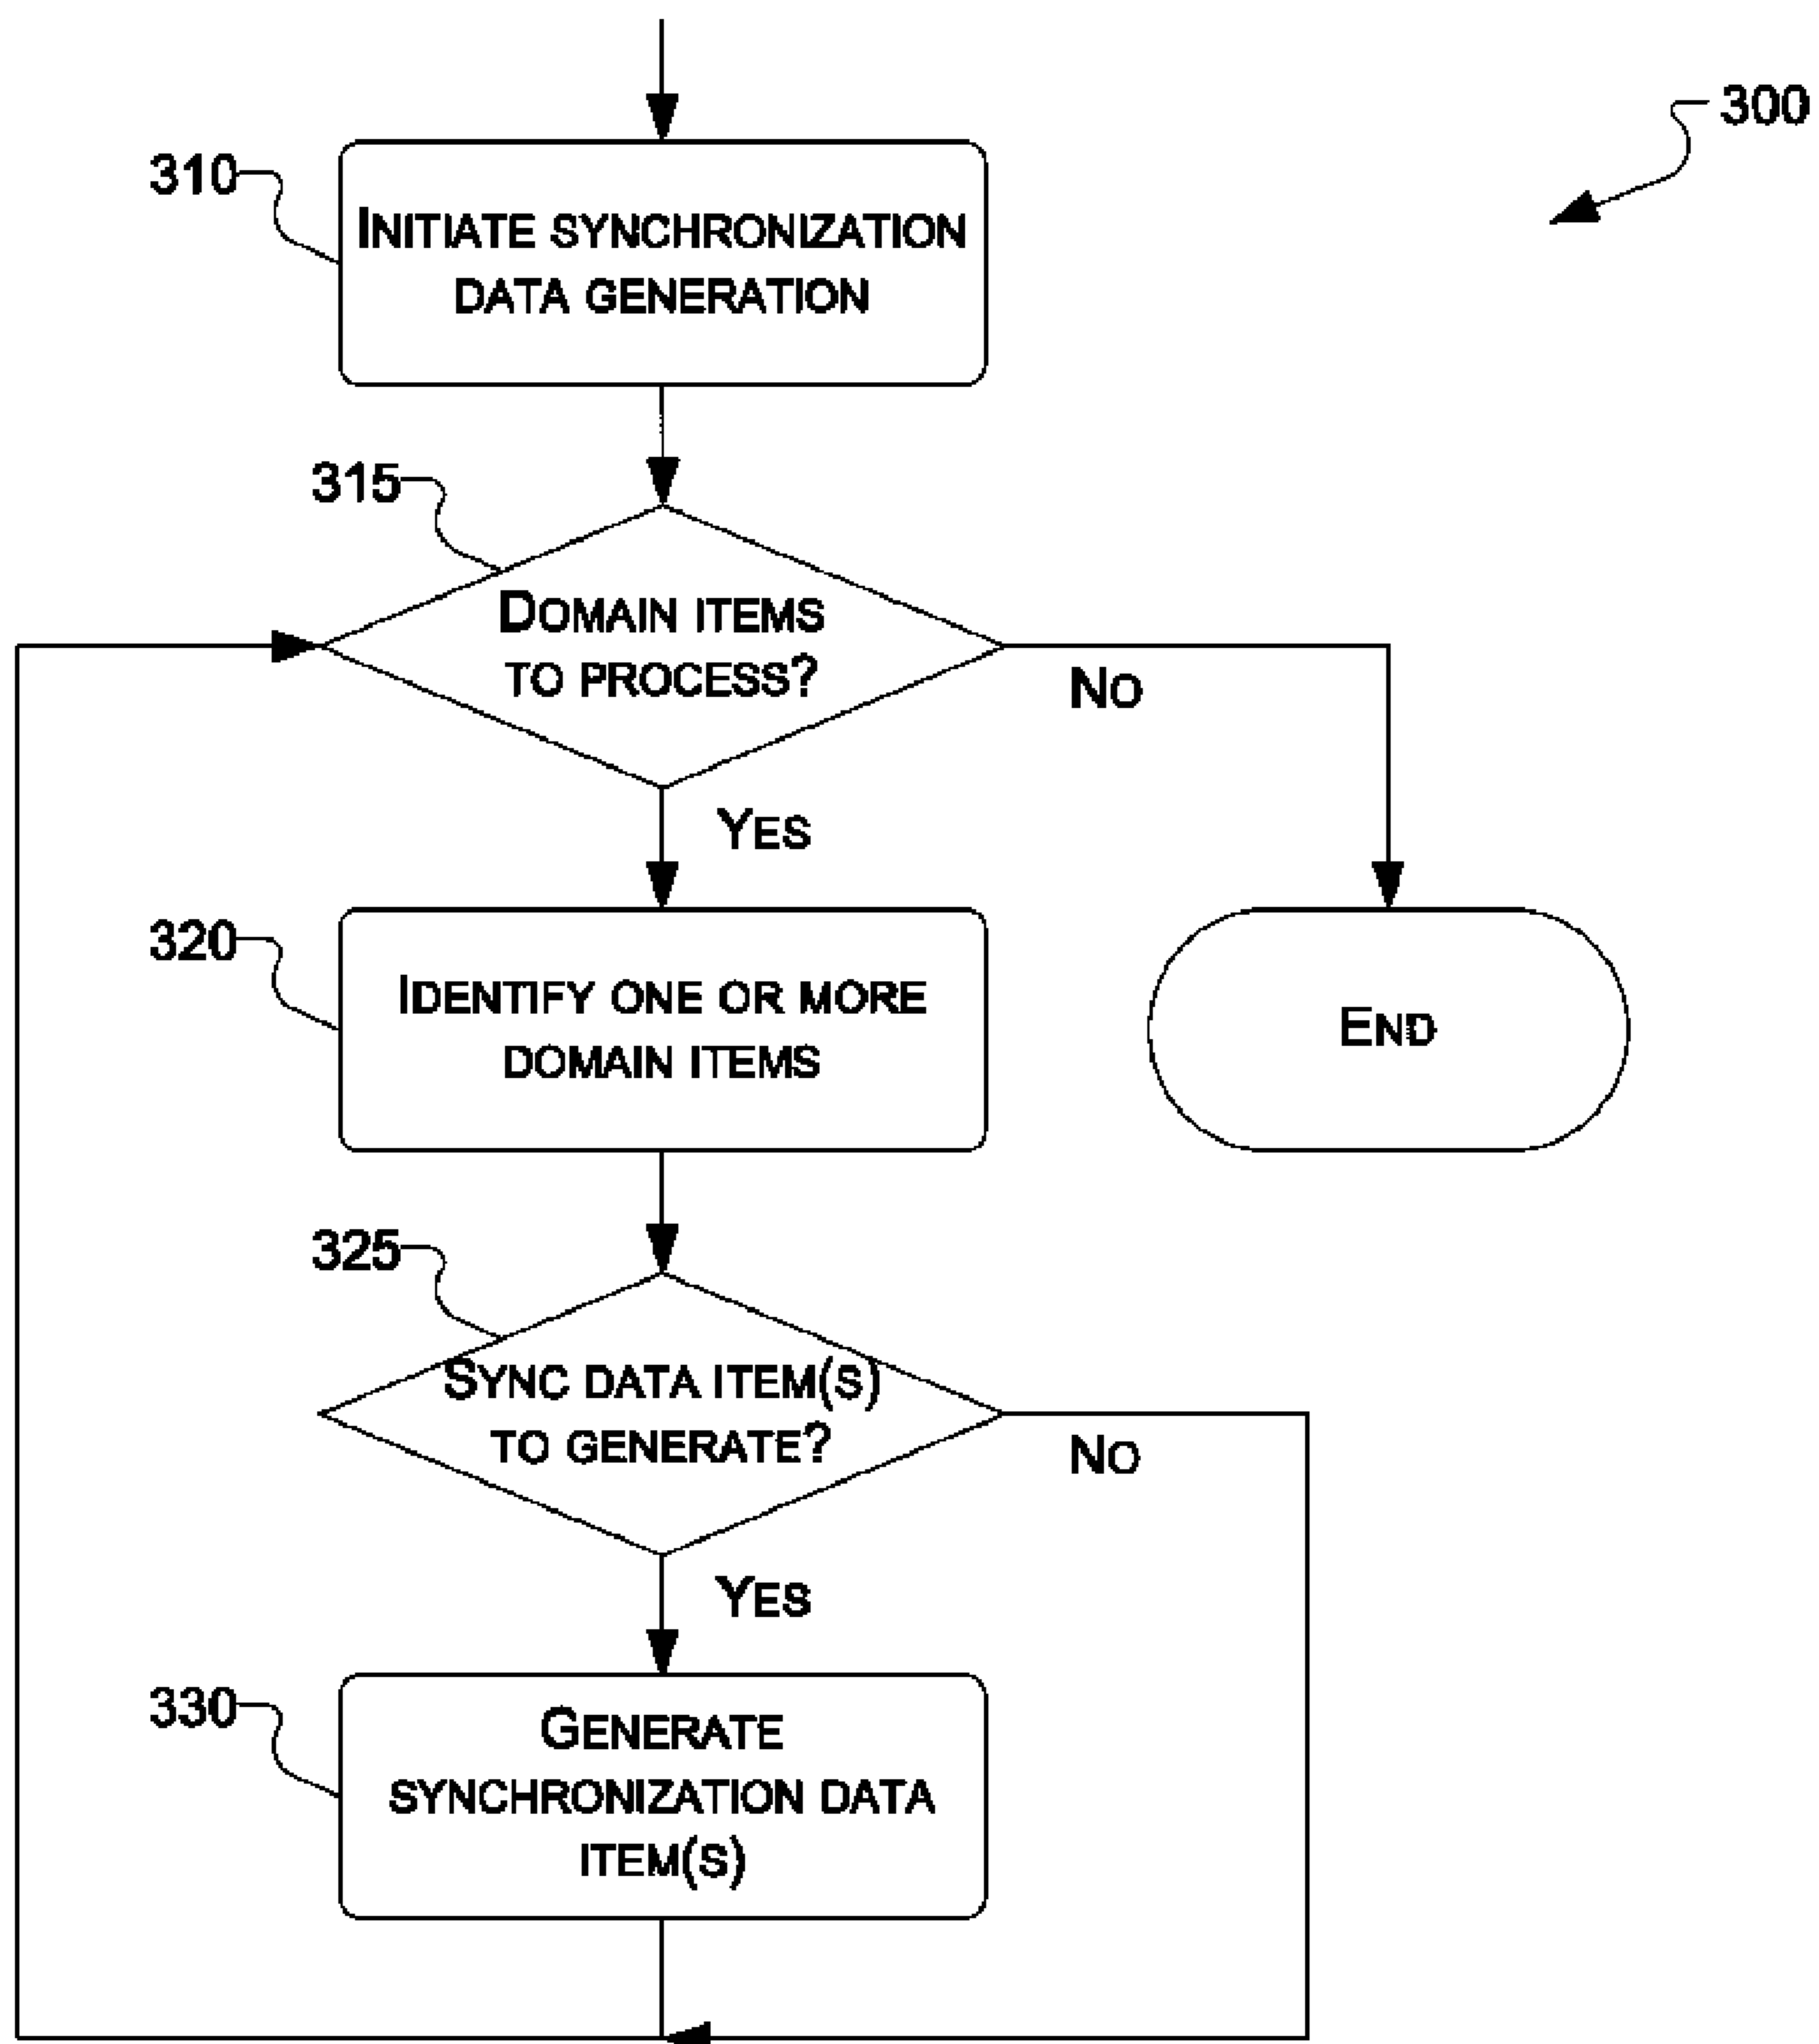 300
310
INITIATE SYNCHRONIZATION
DATA GENERATION
315
DOMAIN ITEMS
TO PROCESS?
NO
YES
320
IDENTIFY ONE OR MORE
DOMAIN ITEMS
END
325
SYNC DATA ITEM(S)
TO GENERATE?
NO
YES
330
GENERATE
SYNCHRONIZATION DATA
ITEM(S)